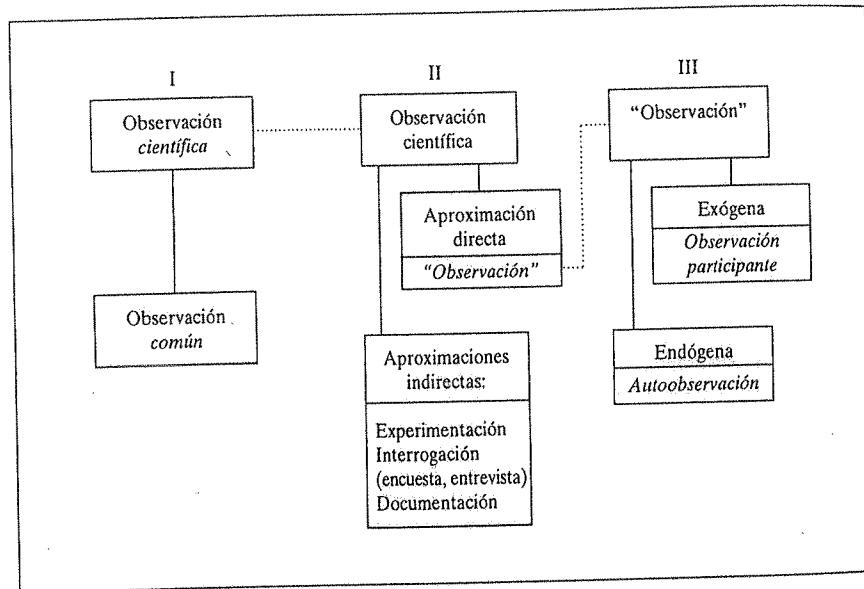 I
II
III
Observación
científica
Observación
científica
“Observación”
Aproximación
directa
“Observación”
Exógena
Observación
participante
Observación
común
Aproximaciones
indirectas:
Experimentación
Interrogación
(encuesta, entrevista)
Documentación
Endógena
Autoobservación